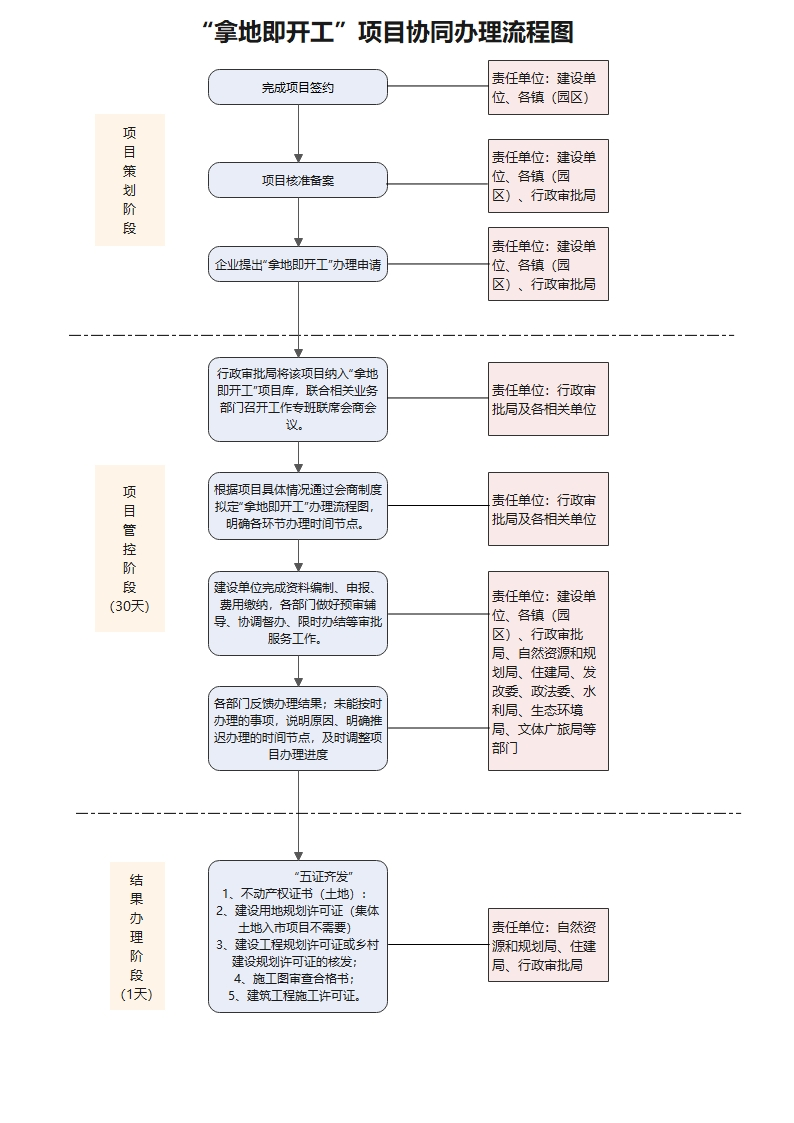 “拿地即开工”项目协同办理流程图
项
目
策
划
阶
段
完成项目签约
责任单位：建设单
位、各镇（园区）
项目核准备案
责任单位：建设单
位、各镇（园
区）、行政审批局
企业提出“拿地即开工”办理申请
责任单位：建设单
位、各镇（园
区）、行政审批局
项
目
管
控
阶
段
(30天)
行政审批局将该项目纳入“拿地
即开工”项目库，联合相关业务
部门召开工作专班联席会商会
议。
责任单位：行政审
批局及各相关单位
根据项目具体情况通过会商制度
拟定“拿地即开工”办理流程图，
明确各环节办理时间节点。
责任单位：行政审
批局及各相关单位
建设单位完成资料编制、申报、
费用缴纳，各部门做好预审辅
导、协调督办、限时办结等审批
服务工作。
各部门反馈办理结果；未能按时
办理的事项，说明原因、明确推
迟办理的时间节点，及时调整项
目办理进度
责任单位：建设单
位、各镇（园
区）、行政审批
局、自然资源和规
划局、住建局、发
改委、政法委、水
利局、生态环境
局、文体广旅局等
部门
结
果
办
理
阶
段
(1天)
“五证齐发”
1、不动产权证书（土地）；
2、建设用地规划许可证（集体
土地入市项目不需要）
3、建设工程规划许可证或乡村
建设规划许可证的核发；
4、施工图审查合格书；
5、建筑工程施工许可证。
责任单位：自然资
源和规划局、住建
局、行政审批局